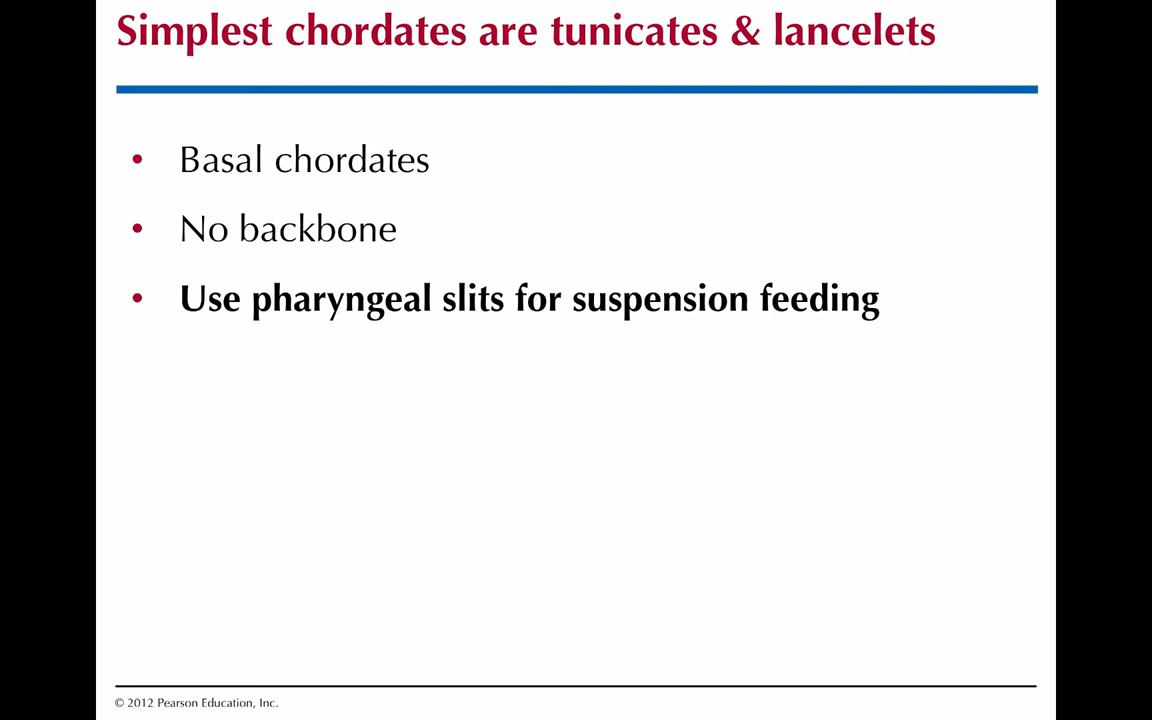 Simplest chordates are tunicates & lancelets
• Basal chordates
• No backbone
• Use pharyngeal slits for suspension feeding
© 2012 Pearson Education, Inc.